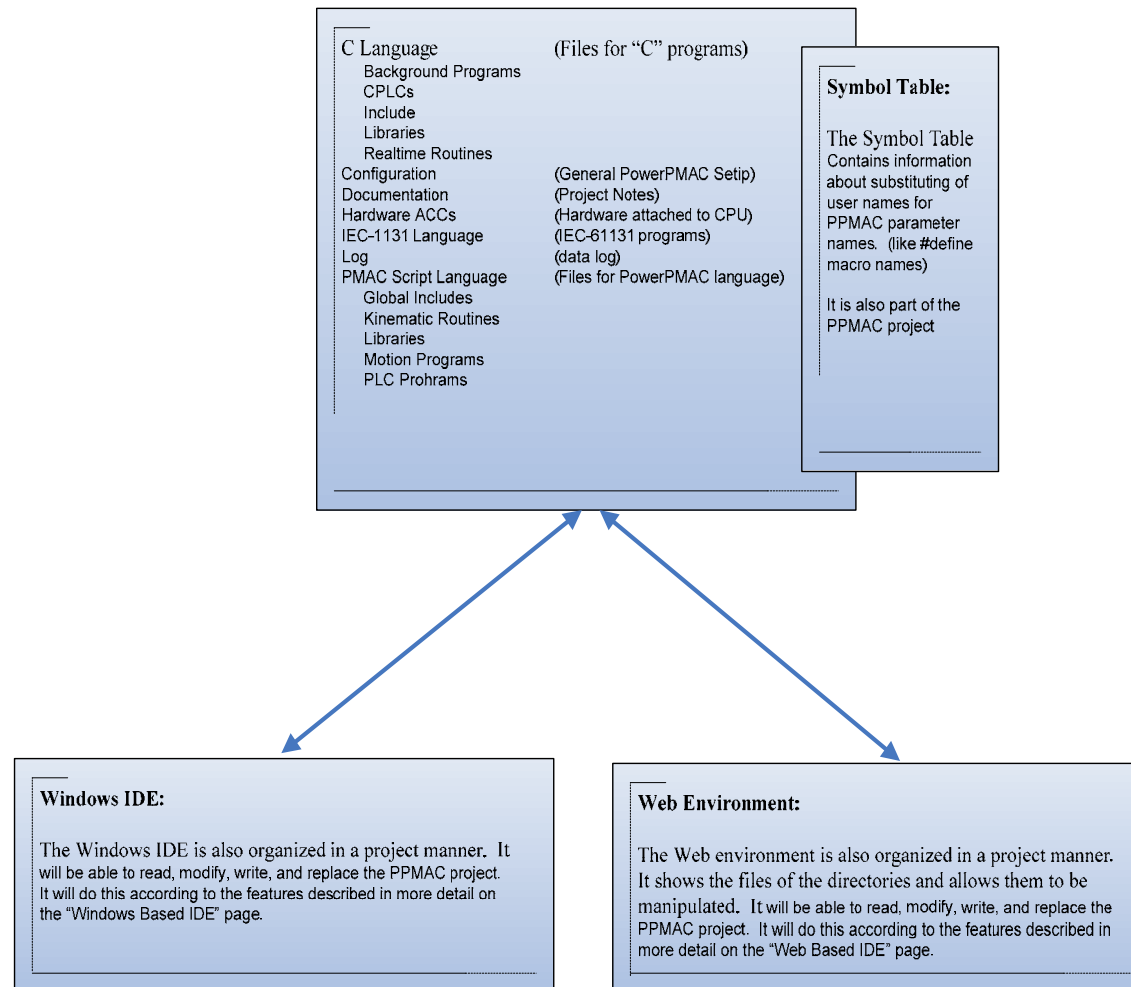 C Language (Files for “C” programs)
Background Programs
CPLCs
Include
Libraries
Realtime Routines
Configuration (General PowerPMAC Setip)
Documentation (Project Notes)
Hardware ACCs (Hardware attached to CPU)
IEC-1131 Language (IEC-61131 programs)
Log (data log)
PMAC Script Language (Files for PowerPMAC language)
Global Includes
Kinematic Routines
Libraries
Motion Programs
PLC Prohrams
Symbol Table:
The Symbol Table
Contains information
about substituting of
user names for
PPMAC parameter
names. (like #define
macro names)
It is also part of the
PPMAC project
Windows IDE:
The Windows IDE is also organized in a project manner. It
will be able to read, modify, write, and replace the PPMAC project.
It will do this according to the features described in more detail on
the “Windows Based IDE” page.
Web Environment:
The Web environment is also organized in a project manner.
It shows the files of the directories and allows them to be
manipulated. It will be able to read, modify, write, and replace the
PPMAC project. It will do this according to the features described in
more detail on the “Web Based IDE” page.